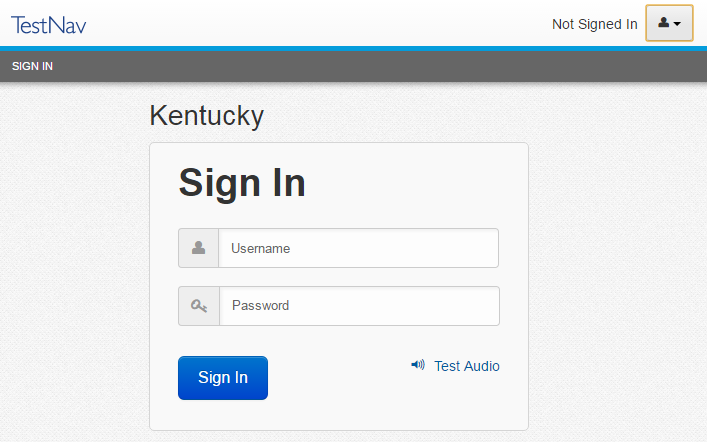 TestNav
Not Signed In
SIGN IN
Kentucky
Sign In
Username
Password
Sign In
Test Audio